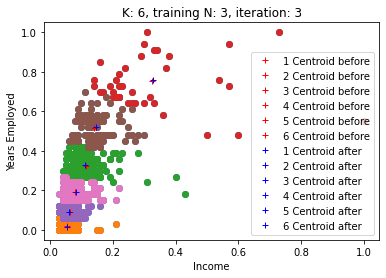 K: 6, training N: 3, iteration: 3
1.0
0.8
0.6
0.4
0.2
0.0
Years Employed
1 Centroid before
2 Centroid before
3 Centroid before
4 Centroid before
5 Centroid before
6 Centroid before
1 Centroid after
2 Centroid after
3 Centroid after
4 Centroid after
5 Centroid after
6 Centroid after
0.0 0.2 0.4 0.6 0.8 1.0
Income